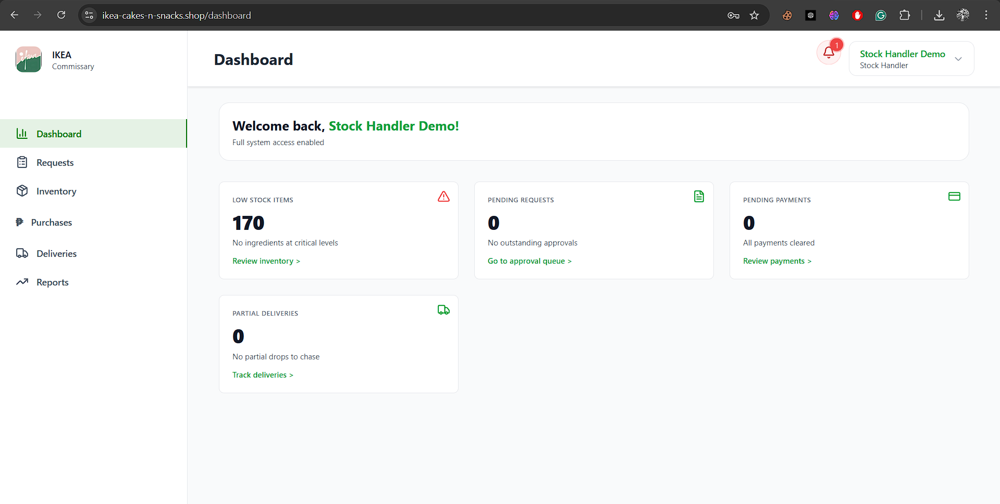 ikea-cakes-n-snacks.shop/dashboard
ikea
IKEA
Commissary
Dashboard
1
Stock Handler Demo
Stock Handler
Dashboard
Requests
Inventory
Purchases
Deliveries
Reports
Welcome back, Stock Handler Demo!
Full system access enabled
LOW STOCK ITEMS
170
No ingredients at critical levels
Review inventory >
PENDING REQUESTS
0
No outstanding approvals
Go to approval queue >
PENDING PAYMENTS
0
All payments cleared
Review payments >
PARTIAL DELIVERIES
0
No partial drops to chase
Track deliveries >